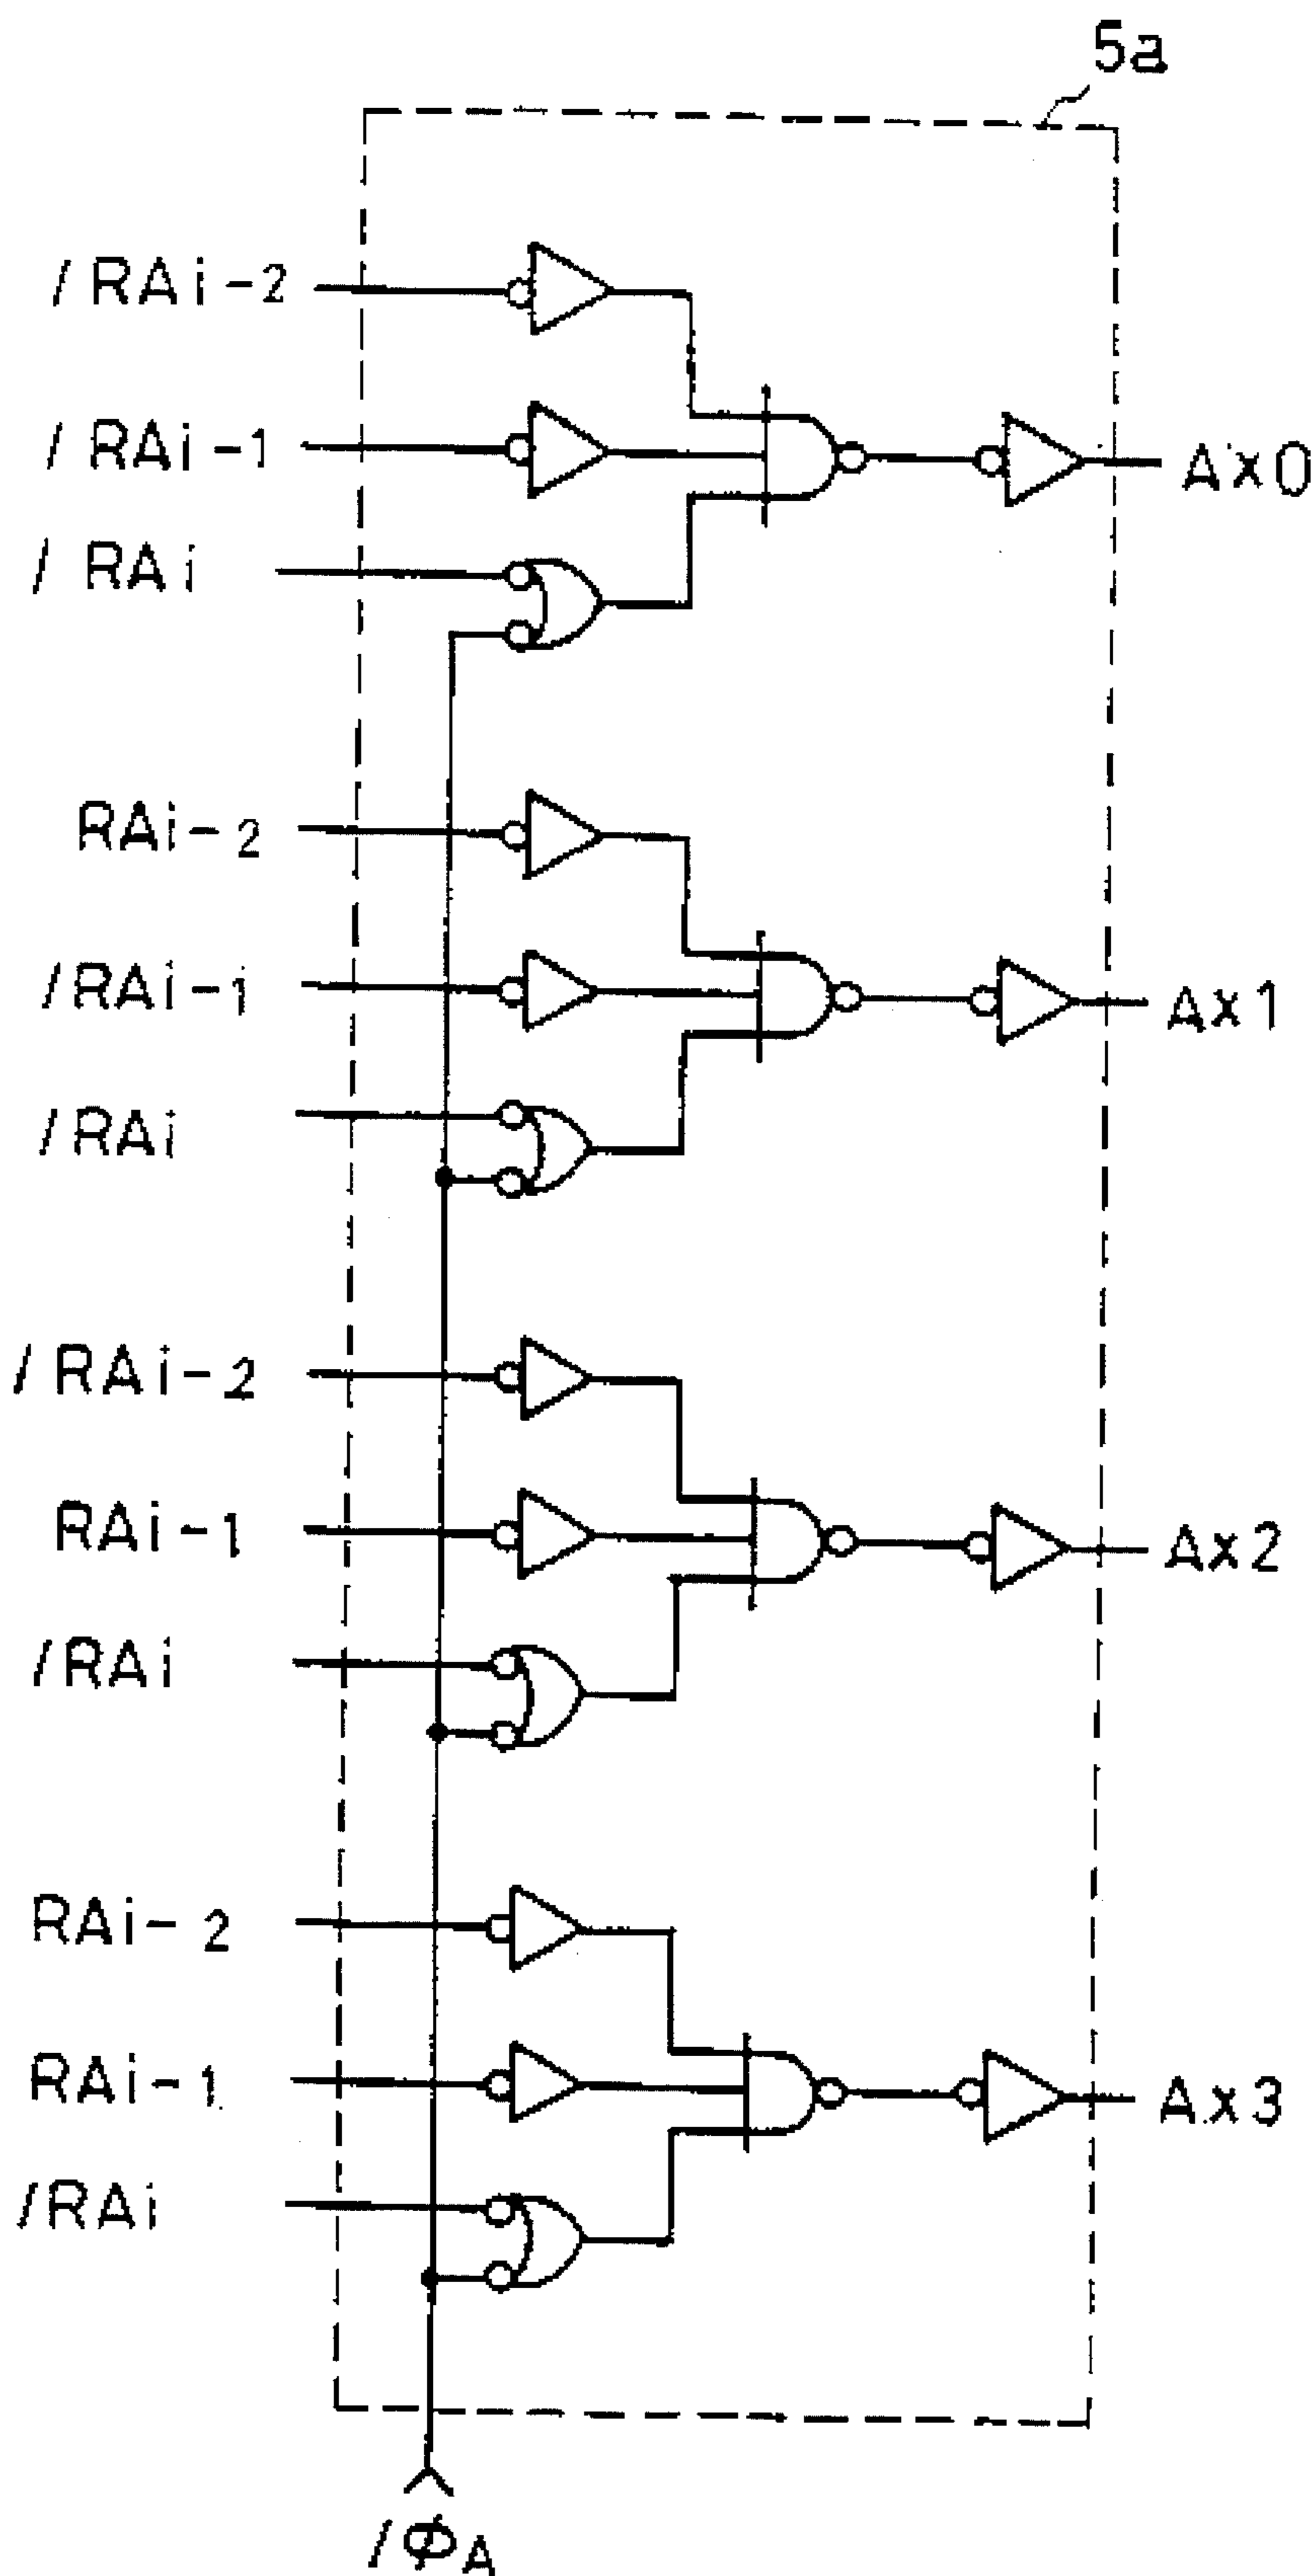 5a
/RAi-2
/RAi-1
/RAi
Ax0
RAi-2
/RAi-1
/RAi
Ax1
/RAi-2
RAi-1
/RAi
Ax2
RAi-2
RAi-1
/RAi
Ax3
/ΦA